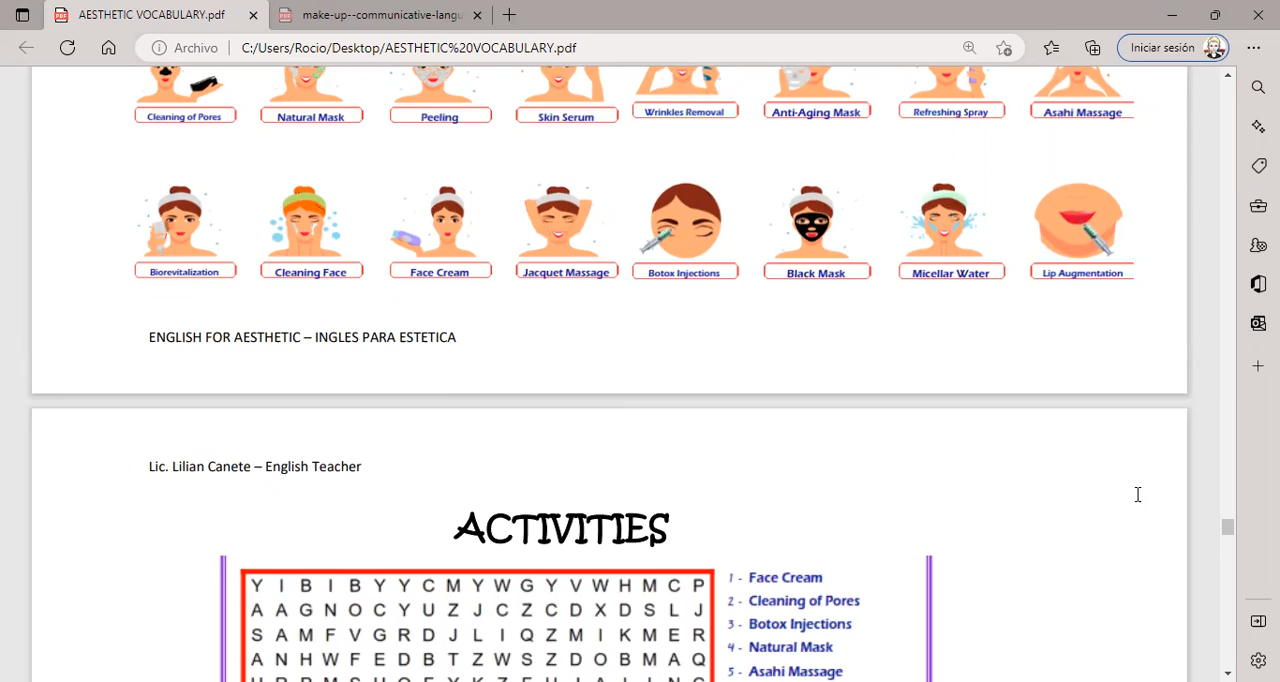 AESTHETIC VOCABULARY.pdf
make-up--communicative-langu
Archivo
C:/Users/Rocio/Desktop/AESTHETIC%20VOCABULARY.pdf
Iniciar sesión
Cleaning of Pores Natural Mask Peeling Skin Serum Wrinkles Removal Anti-Aging Mask Refreshing Spray Asahi Massage
Biorevitalization Cleaning Face Face Cream Jacquet Massage Botox Injections Black Mask Micellar Water Lip Augmentation
ENGLISH FOR AESTHETIC – INGLES PARA ESTETICA
Lic. Lilian Canete – English Teacher
ACTIVITIES
Y I B I B Y Y C M Y W G Y V W H M C P
A A G N O C Y U Z J C Z C D X D S L J
S A M F V G R D J L I Q Z M I K M E R
A N H W F E D B T Z W S Z D O B M A Q
1 - Face Cream
2 - Cleaning of Pores
3 - Botox Injections
4 - Natural Mask
5 - Asahi Massage